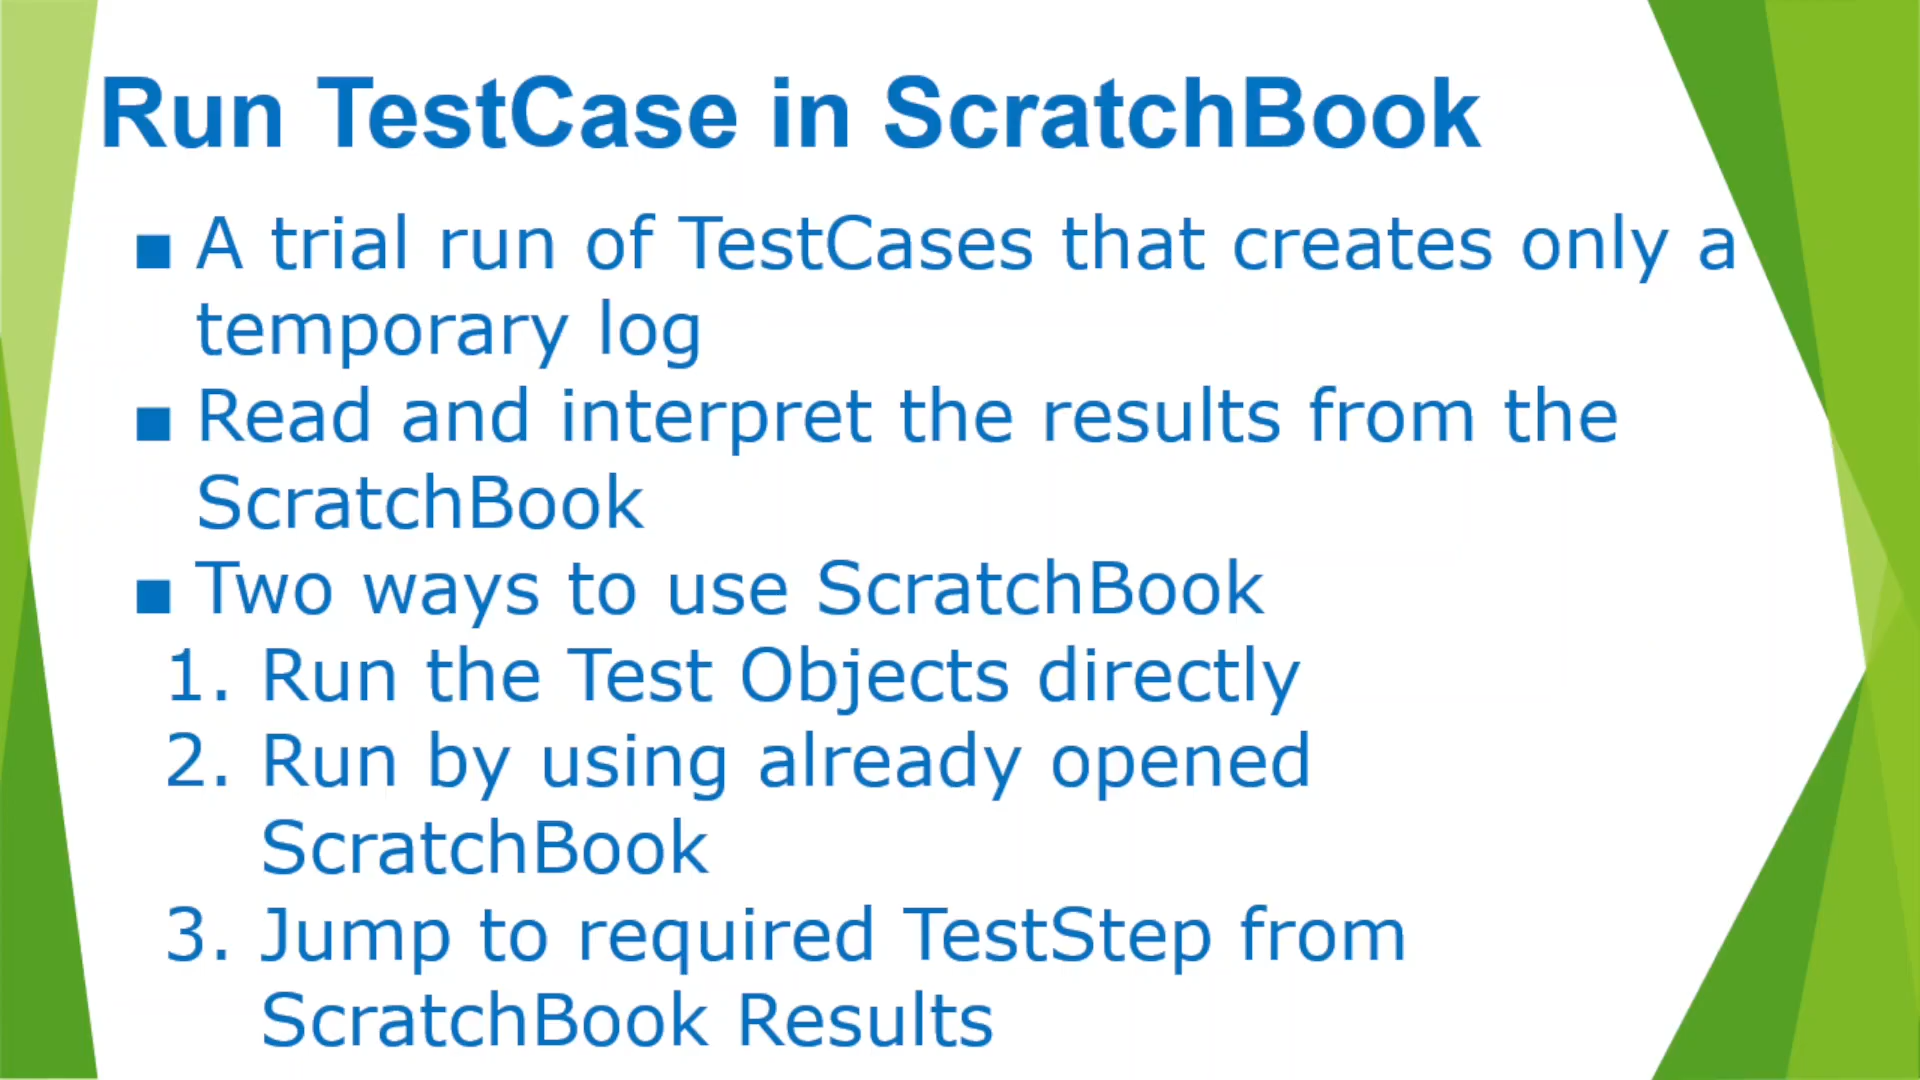 Run TestCase in ScratchBook
■ A trial run of TestCases that creates only a
temporary log
■ Read and interpret the results from the
ScratchBook
■ Two ways to use ScratchBook
1. Run the Test Objects directly
2. Run by using already opened
ScratchBook
3. Jump to required TestStep from
ScratchBook Results